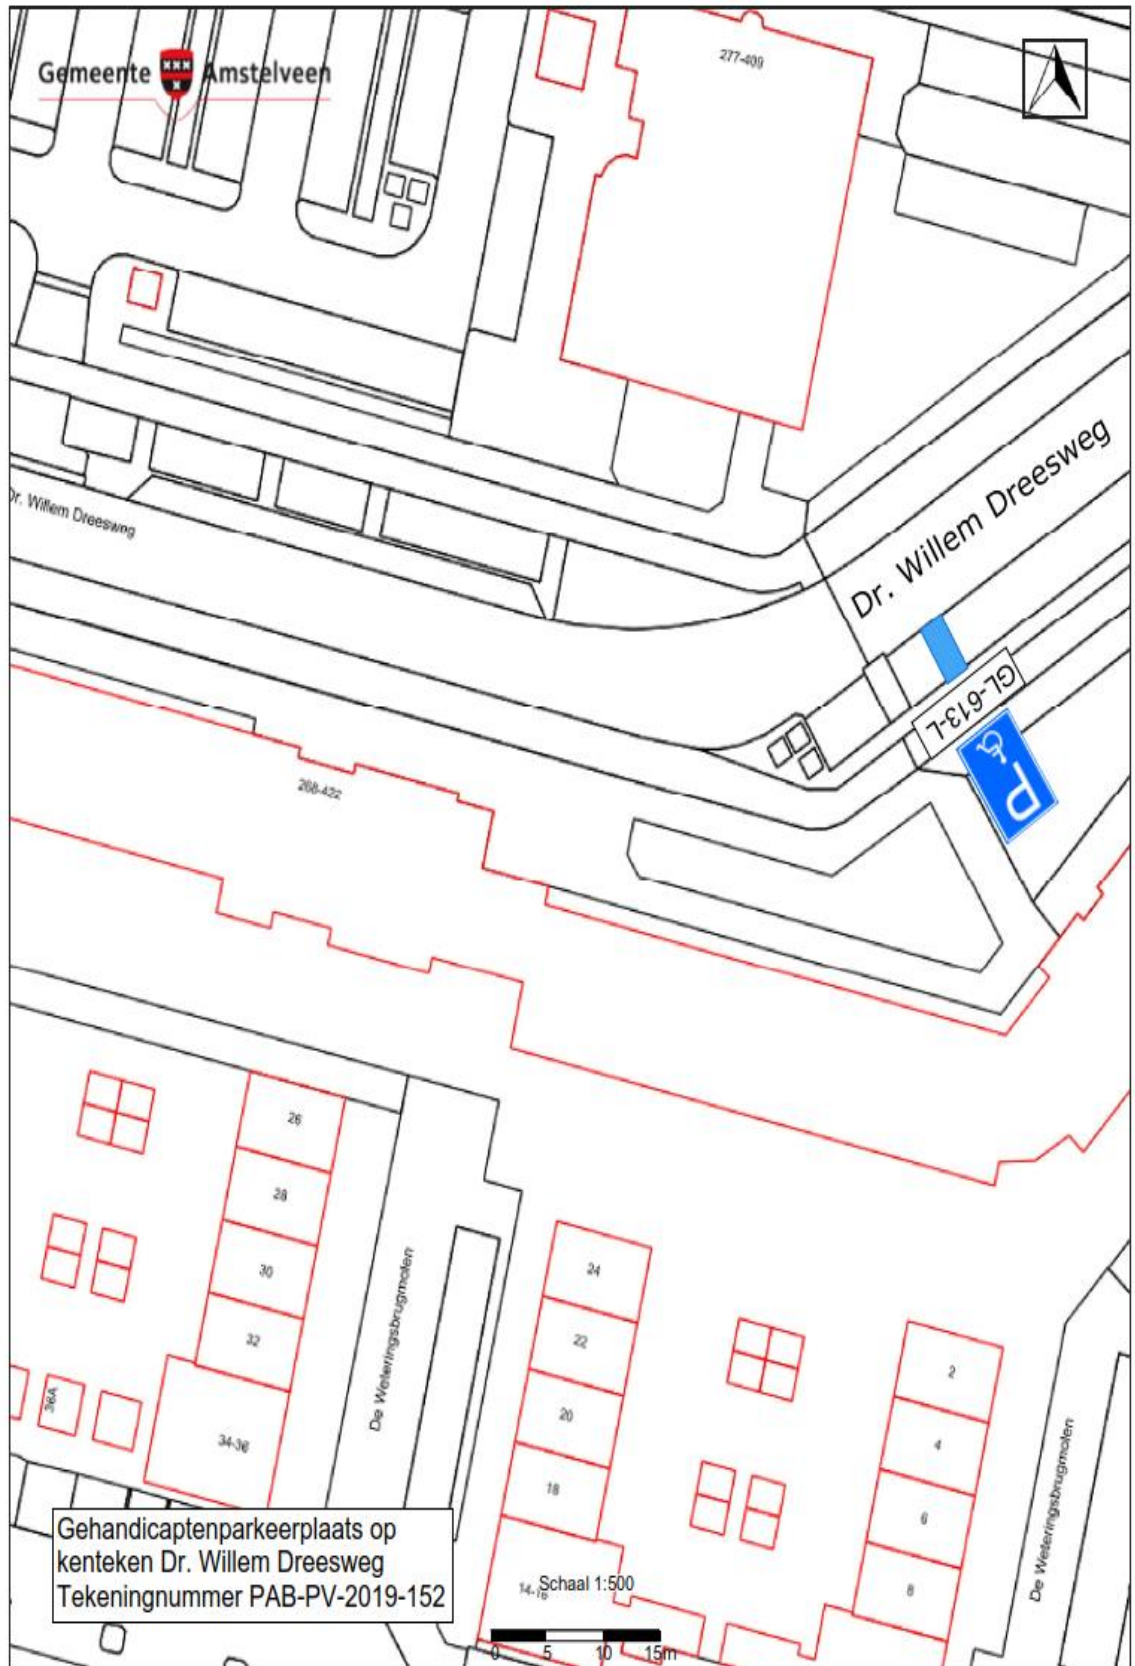 Gemeente Amstelveen
277-409
Dr. Willem Dreesweg
Dr. Willem Dreesweg
GL-613-L
P
268-422
26
28
30
32
34-36
36A
De Weteringsbrugmolen
24
22
20
18
14-16
2
4
6
8
De Weteringsbrugmolen
Gehandicaptenparkeerplaats op
kenteken Dr. Willem Dreesweg
Tekeningnummer PAB-PV-2019-152
Schaal 1:500
0 5 10 15m